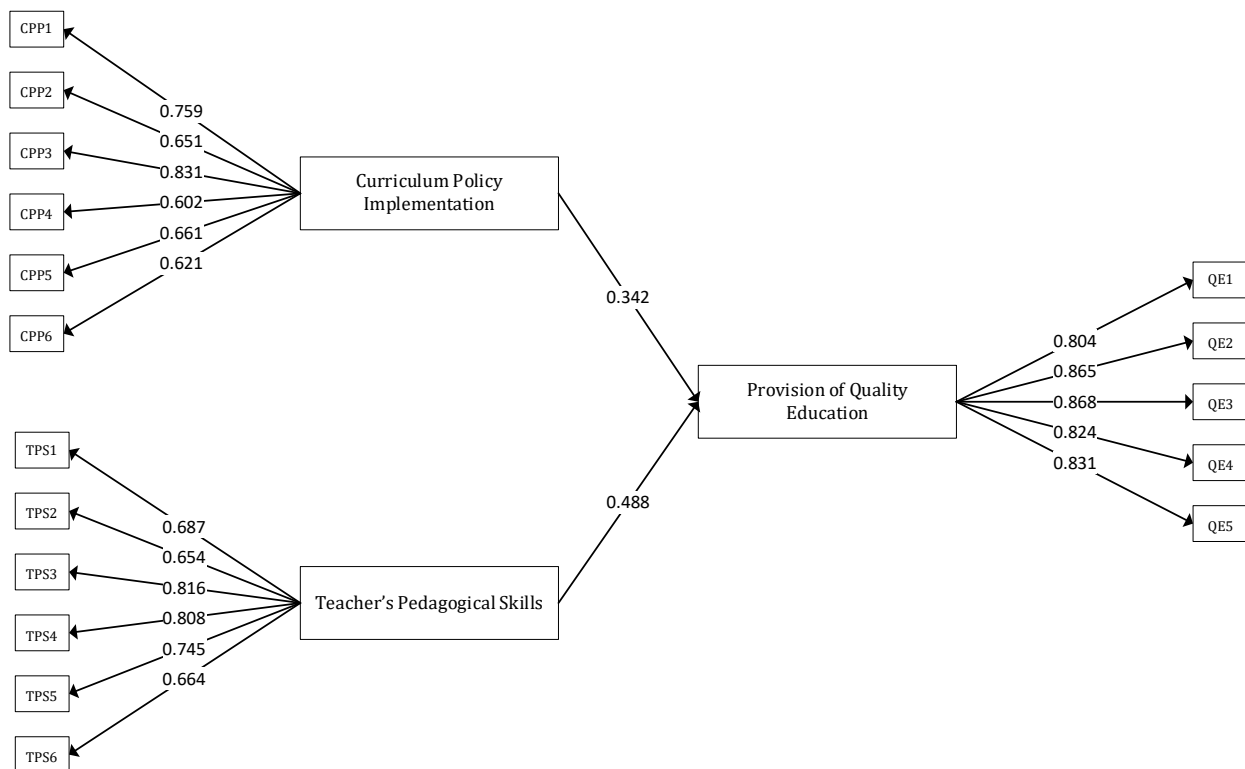 CPP1
CPP2
CPP3
CPP4
CPP5
CPP6
0.759
0.651
0.831
0.602
0.661
0.621
Curriculum Policy
Implementation
0.342
TPS1
TPS2
TPS3
TPS4
TPS5
TPS6
0.687
0.654
0.816
0.808
0.745
0.664
Teacher’s Pedagogical Skills
0.488
Provision of Quality
Education
0.804
0.865
0.868
0.824
0.831
QE1
QE2
QE3
QE4
QE5